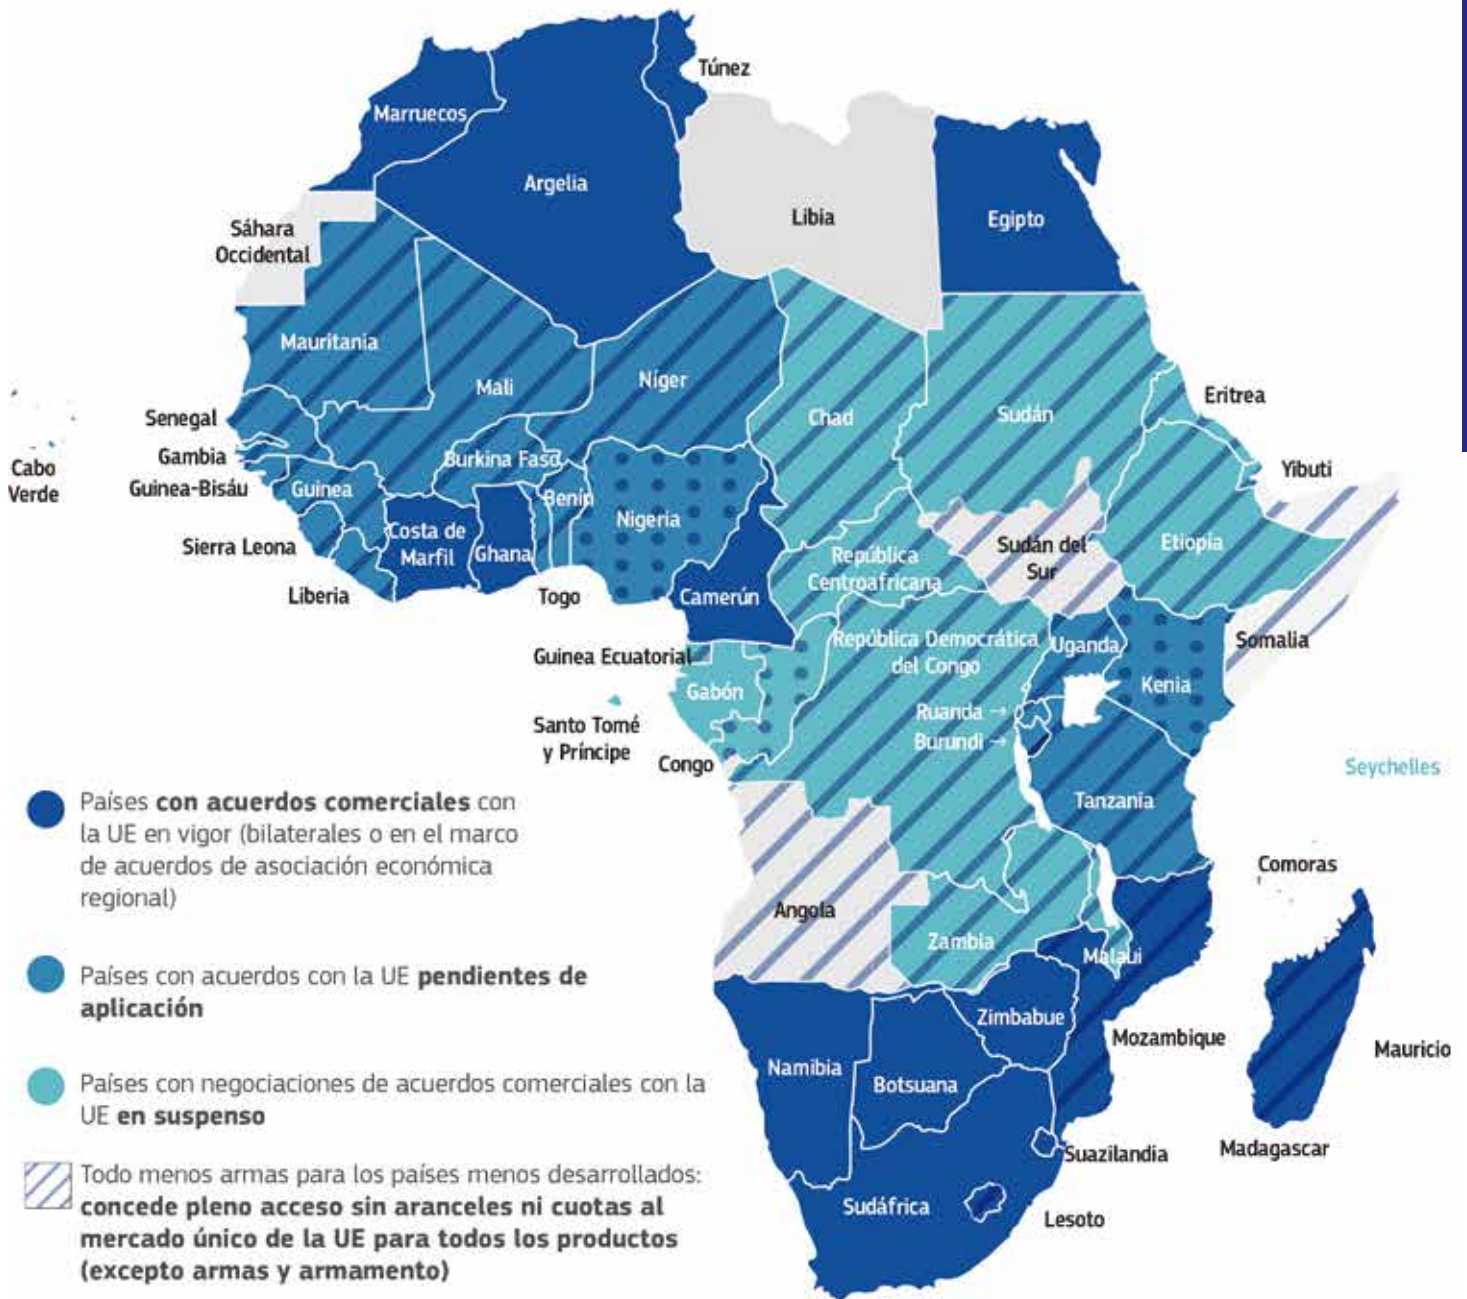 Túnez
Marruecos
Argelia
Libia
Egipto
Sáhara
Occidental
Mauritania
Mali
Níger
Chad
Sudán
Eritrea
Senegal
Gambia
Cabo
Verde
Guinea-Bisáu
Guinea
Burkina Faso
Benín
Yibuti
Nigeria
Costa de
Marfil
Ghana
Sierra Leona
Liberia
Togo
Camerún
República
Centroafricana
Sudán del
Sur
Etiopía
Somalia
Guinea Ecuatorial
República Democrática
del Congo
Uganda
Kenia
Gabón
Ruanda →
Burundi →
Santo Tomé
y Príncipe
Congo
Seychelles
Tanzania
Comoras
Angola
Zambia
Malaui
Zimbabue
Mozambique
Mauricio
Namibia
Botsuana
Madagascar
Suazilandia
Sudáfrica
Lesoto
Países con acuerdos comerciales con
la UE en vigor (bilaterales o en el marco
de acuerdos de asociación económica
regional)
Países con acuerdos con la UE pendientes de
aplicación
Países con negociaciones de acuerdos comerciales con la
UE en suspenso
Todo menos armas para los países menos desarrollados:
concede pleno acceso sin aranceles ni cuotas al
mercado único de la UE para todos los productos
(excepto armas y armamento)